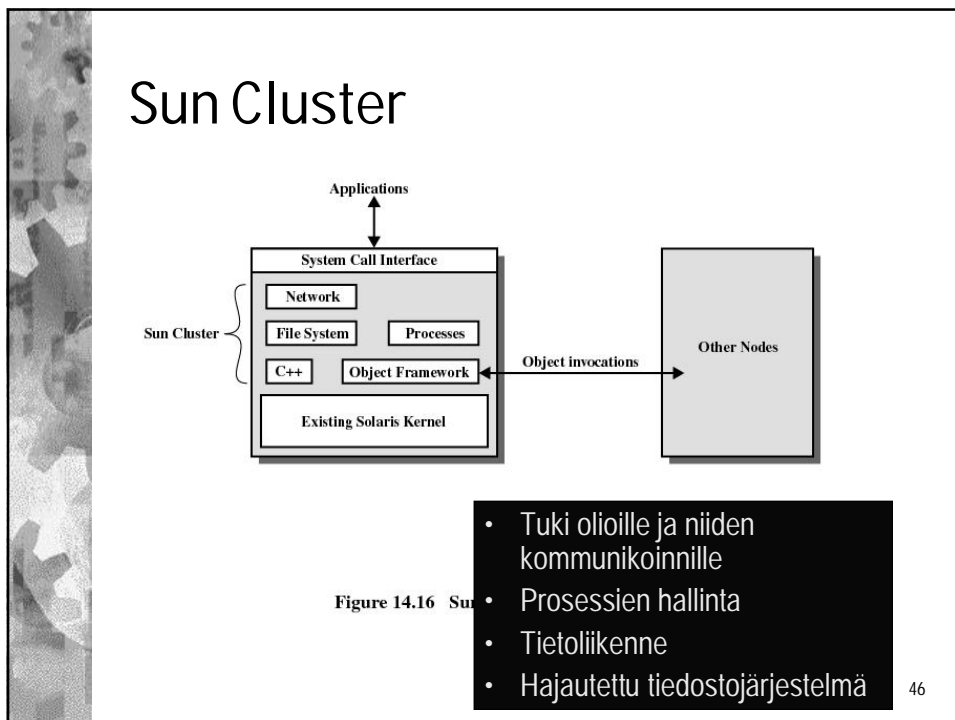 Sun Cluster
Applications
System Call Interface
Network
File System
Processes
Sun Cluster
C++
Object Framework
Existing Solaris Kernel
Object invocations
Other Nodes
Figure 14.16
• Tuki olioille ja niiden
kommunikoinnille
• Prosessien hallinta
• Tietoliikenne
• Hajautettu tiedostojärjestelmä
46